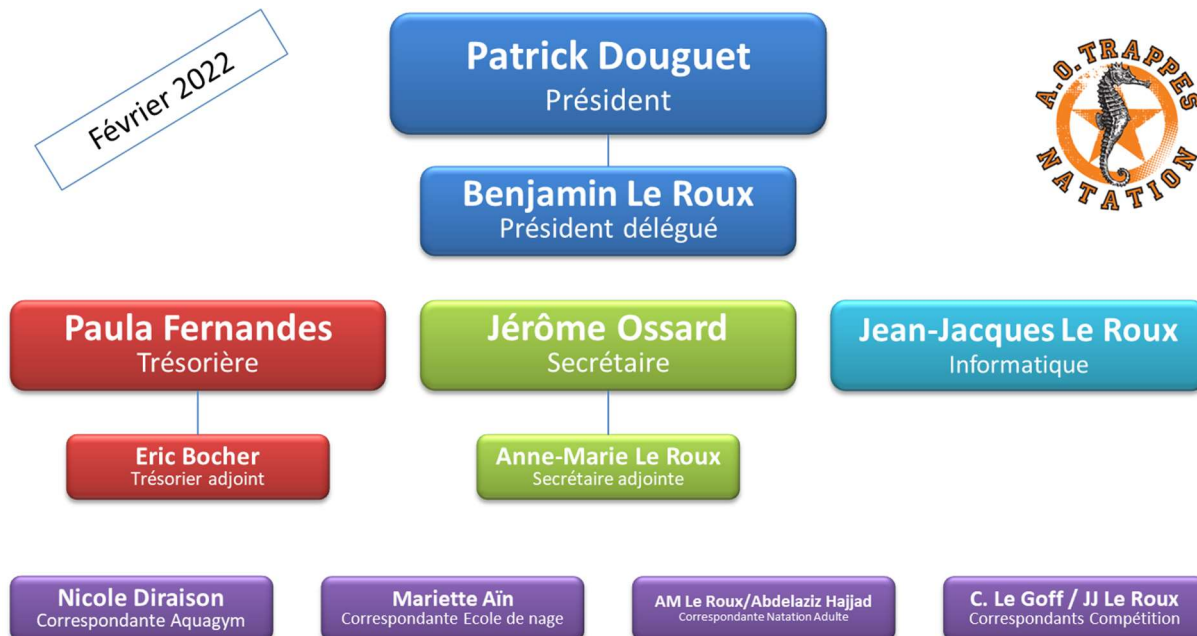 Février 2022
Patrick Douguet
Président
A.O.TRAPPES
NATATION
Benjamin Le Roux
Président délégué
Paula Fernandes
Trésorière
Jérôme Ossard
Secrétaire
Jean-Jacques Le Roux
Informatique
Eric Bocher
Trésorier adjoint
Anne-Marie Le Roux
Secrétaire adjointe
Nicole Diraison
Correspondante Aquagym
Mariette Aïn
Correspondante Ecole de nage
AM Le Roux/Abdelaziz Hajjad
Correspondante Natation Adulte
C. Le Goff / JJ Le Roux
Correspondants Compétition